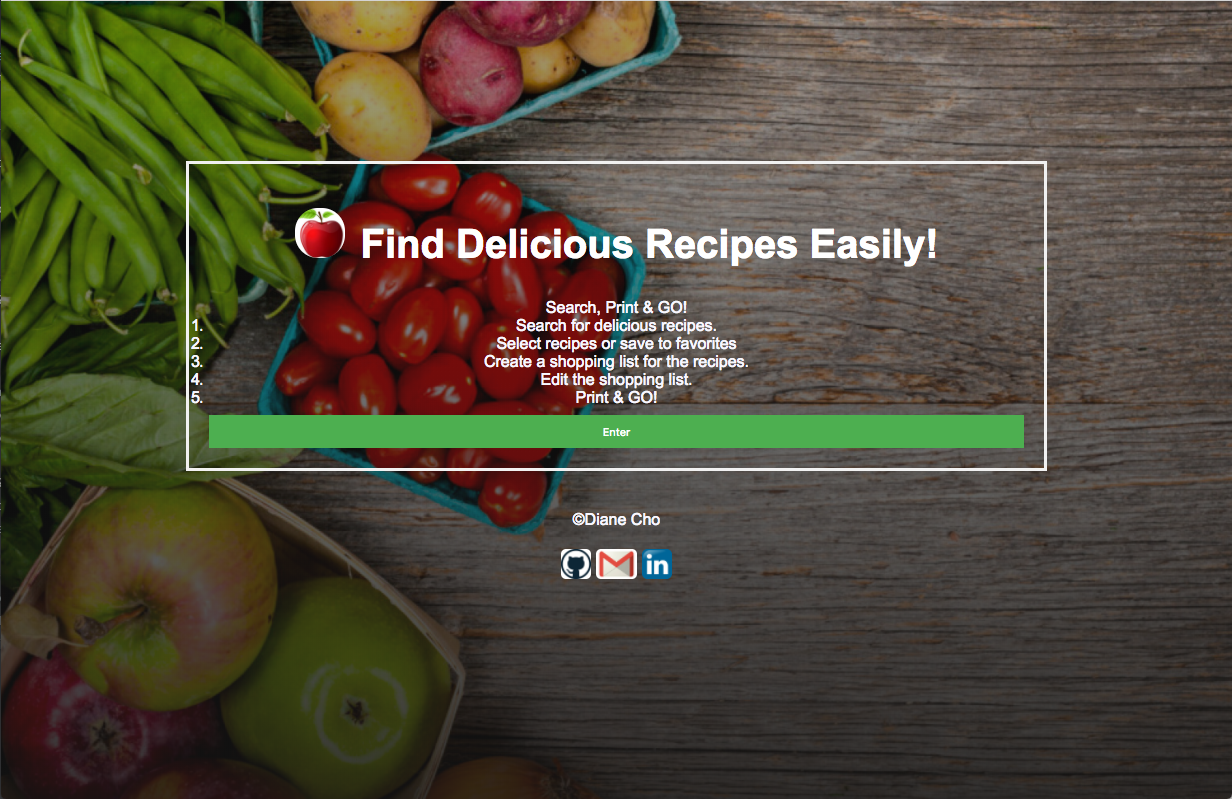 Find Delicious Recipes Easily!
Search, Print & GO!
1. Search for delicious recipes.
2. Select recipes or save to favorites
3. Create a shopping list for the recipes.
4. Edit the shopping list.
5. Print & GO!
Enter
©Diane Cho
in